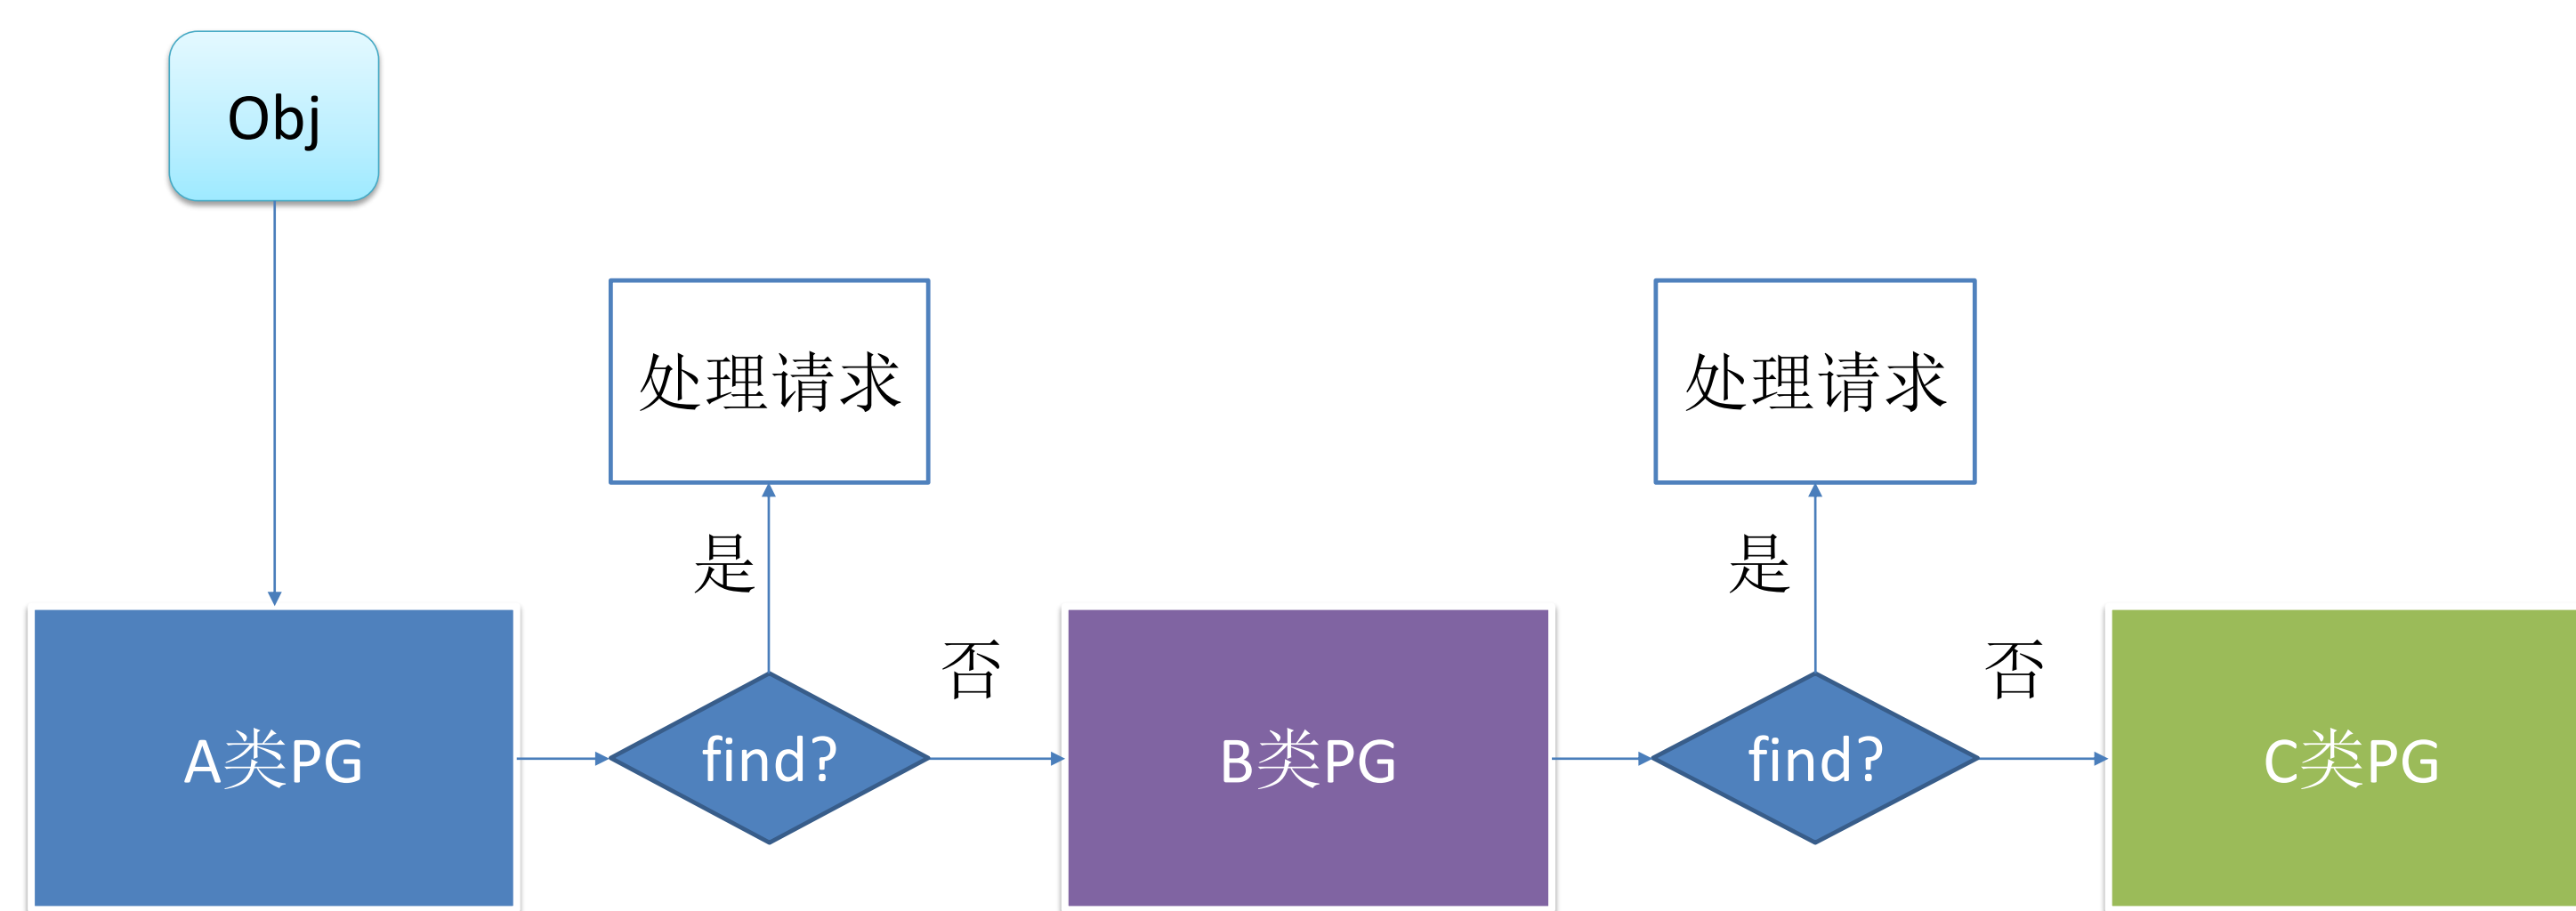 Obj
处理请求
处理请求
是
是
否
否
A类PG
find?
B类PG
find?
C类PG